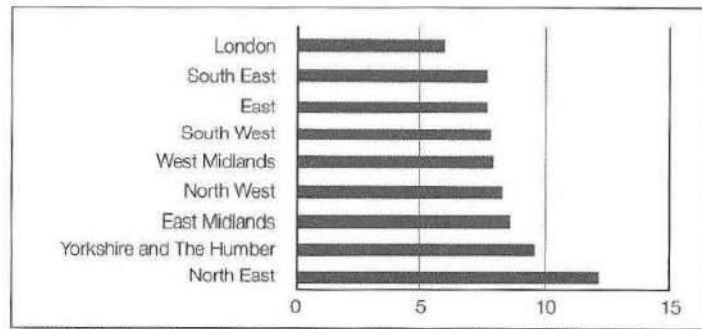 London
South East
East
South West
West Midlands
North West
East Midlands
Yorkshire and The Humber
North East
0 5 10 15